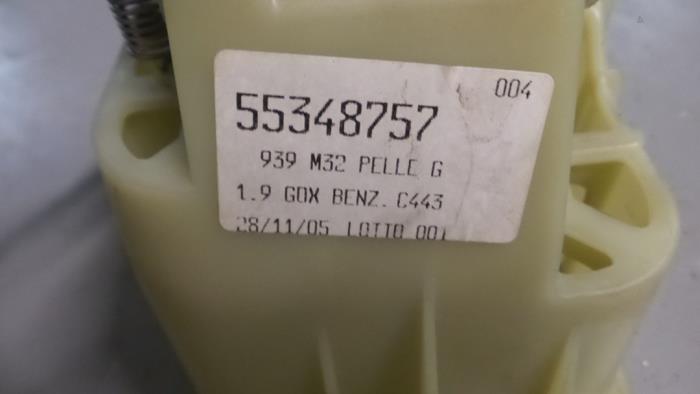 004
55348757
939 M32 PELLE G
1.9 GDX BENZ. C443
28/11/05 LOTTO 001